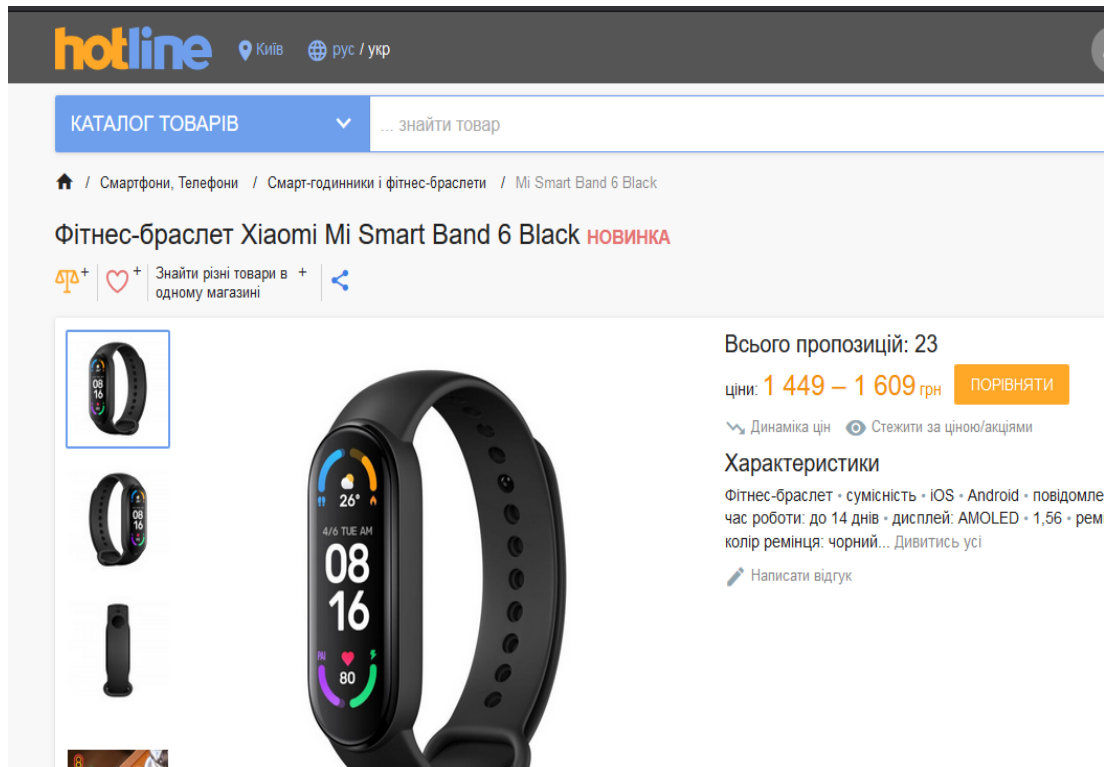 hotline
Київ
рус / укр
КАТАЛОГ ТОВАРІВ
... знайти товар
/ Смартфони, Телефони / Смарт-годинники і фітнес-браслети / Mi Smart Band 6 Black
Фітнес-браслет Xiaomi Mi Smart Band 6 Black НОВИНКА
+ + Знайти різні товари в +
одному магазині
Всього пропозицій: 23
ціни: 1 449 – 1 609 грн ПОРІВНЯТИ
Динаміка цін Стежити за ціною/акціями
Характеристики
Фітнес-браслет • сумісність • iOS • Android • повідомле
час роботи: до 14 днів • дисплей: AMOLED • 1,56 • ремі
колір ремінця: чорний... Дивитись усі
Написати відгук
26°
4/6 TUE AM
08
16
PAI
80
08
16
08
16